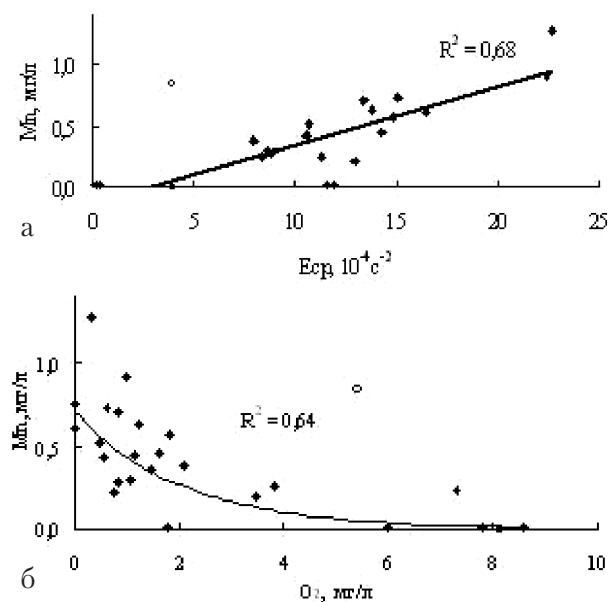 Mn, мг/л
1,0
0,5
0,0
R² = 0,68
0 5 10 15 20 25
а
Еср, 10⁻⁴с⁻²
Mn, мг/л
1,0
0,5
0,0
R² = 0,64
0 2 4 6 8 10
б
O₂, мг/л